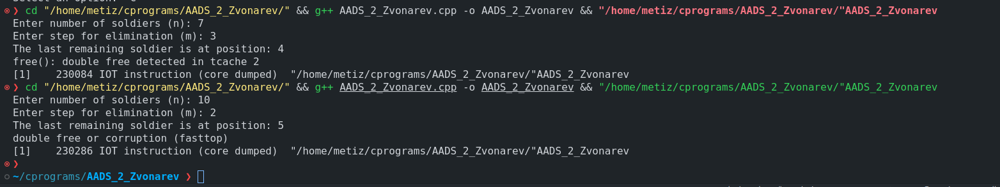 ❯ cd "/home/metiz/cprograms/AADS_2_Zvonarev/" && g++ AADS_2_Zvonarev.cpp -o AADS_2_Zvonarev && "/home/metiz/cprograms/AADS_2_Zvonarev/"AADS_2_Zvonarev
Enter number of soldiers (n): 7
Enter step for elimination (m): 3
The last remaining soldier is at position: 4
free(): double free detected in tcache 2
[1]    230084 IOT instruction (core dumped)  "/home/metiz/cprograms/AADS_2_Zvonarev/"AADS_2_Zvonarev
❯ cd "/home/metiz/cprograms/AADS_2_Zvonarev/" && g++ AADS_2_Zvonarev.cpp -o AADS_2_Zvonarev && "/home/metiz/cprograms/AADS_2_Zvonarev/"AADS_2_Zvonarev
Enter number of soldiers (n): 10
Enter step for elimination (m): 2
The last remaining soldier is at position: 5
double free or corruption (fasttop)
[1]    230286 IOT instruction (core dumped)  "/home/metiz/cprograms/AADS_2_Zvonarev/"AADS_2_Zvonarev
❯
~/cprograms/AADS_2_Zvonarev ❯